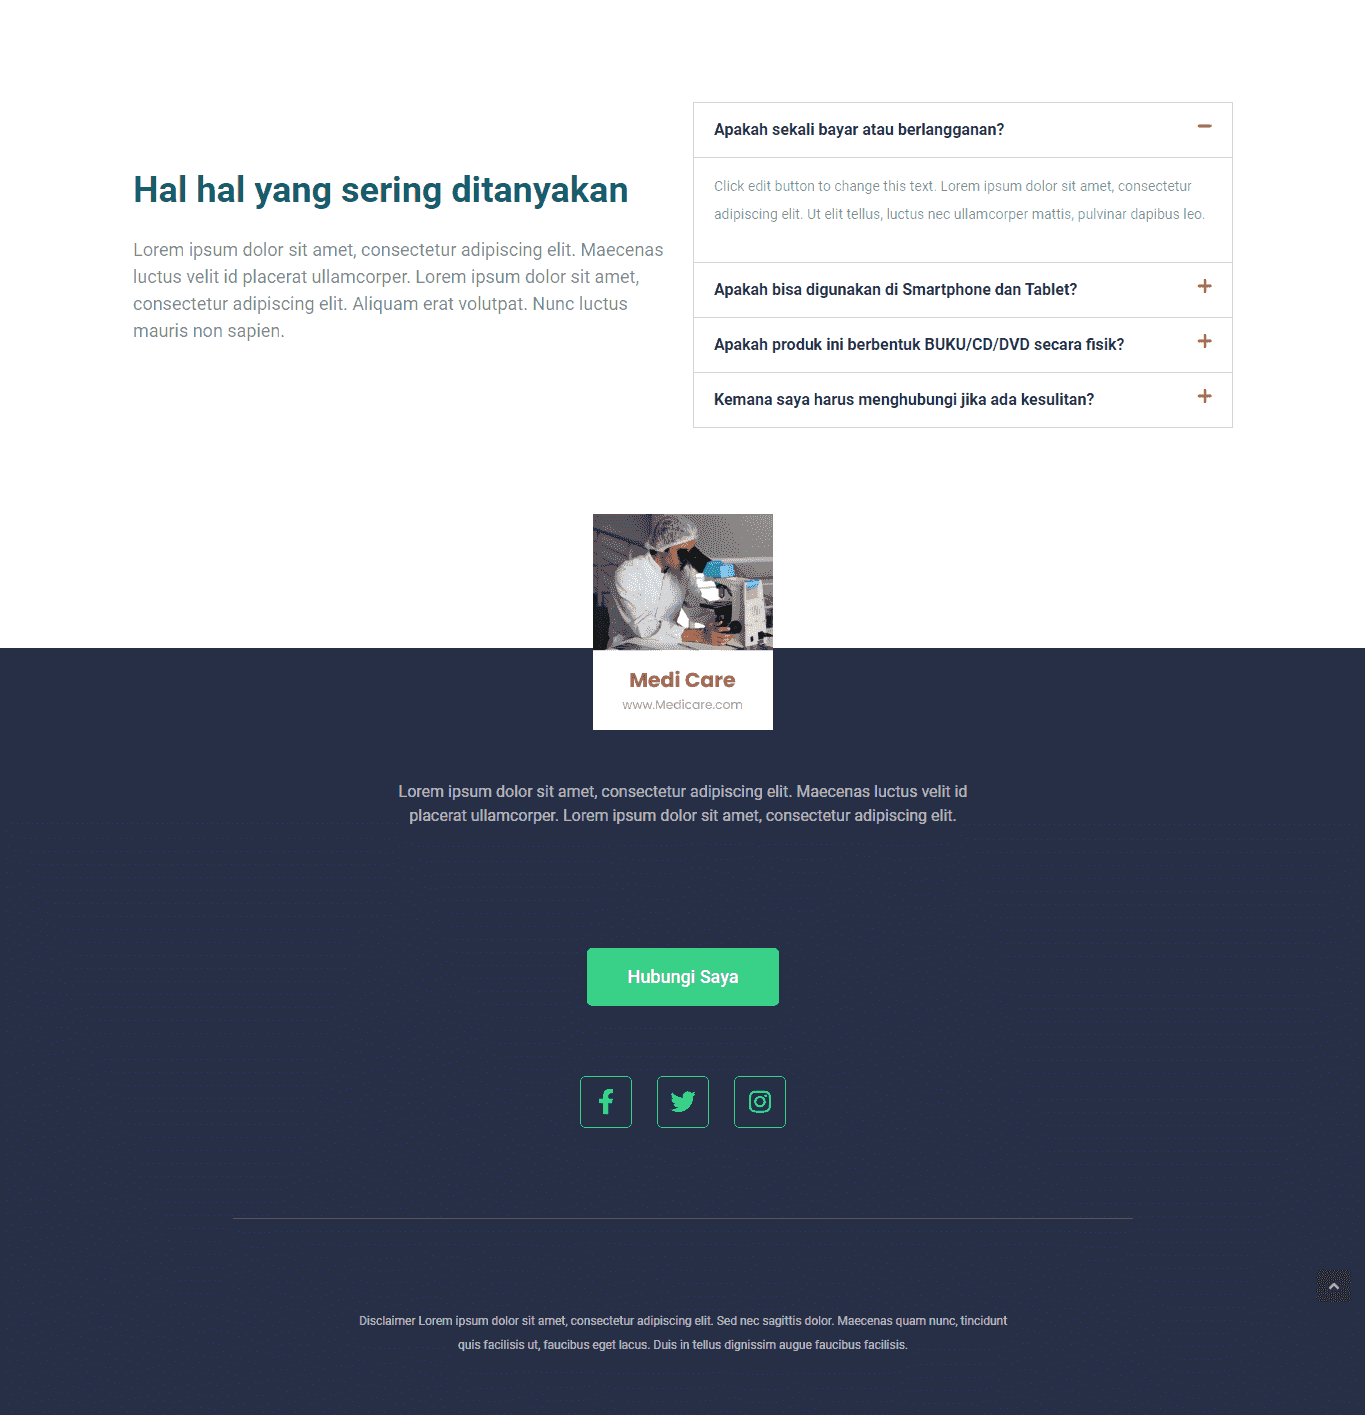 Hal hal yang sering ditanyakan
Lorem ipsum dolor sit amet, consectetur adipiscing elit. Maecenas
luctus velit id placerat ullamcorper. Lorem ipsum dolor sit amet,
consectetur adipiscing elit. Aliquam erat volutpat. Nunc luctus
mauris non sapien.
Apakah sekali bayar atau berlangganan?
Click edit button to change this text. Lorem ipsum dolor sit amet, consectetur
adipiscing elit. Ut elit tellus, luctus nec ullamcorper mattis, pulvinar dapibus leo.
Apakah bisa digunakan di Smartphone dan Tablet?
Apakah produk ini berbentuk BUKU/CD/DVD secara fisik?
Kemana saya harus menghubungi jika ada kesulitan?
Medi Care
www.Medicare.com
Lorem ipsum dolor sit amet, consectetur adipiscing elit. Maecenas luctus velit id
placerat ullamcorper. Lorem ipsum dolor sit amet, consectetur adipiscing elit.
Hubungi Saya
Disclaimer Lorem ipsum dolor sit amet, consectetur adipiscing elit. Sed nec sagittis dolor. Maecenas quam nunc, tincidunt
quis facilisis ut, faucibus eget lacus. Duis in tellus dignissim augue faucibus facilisis.